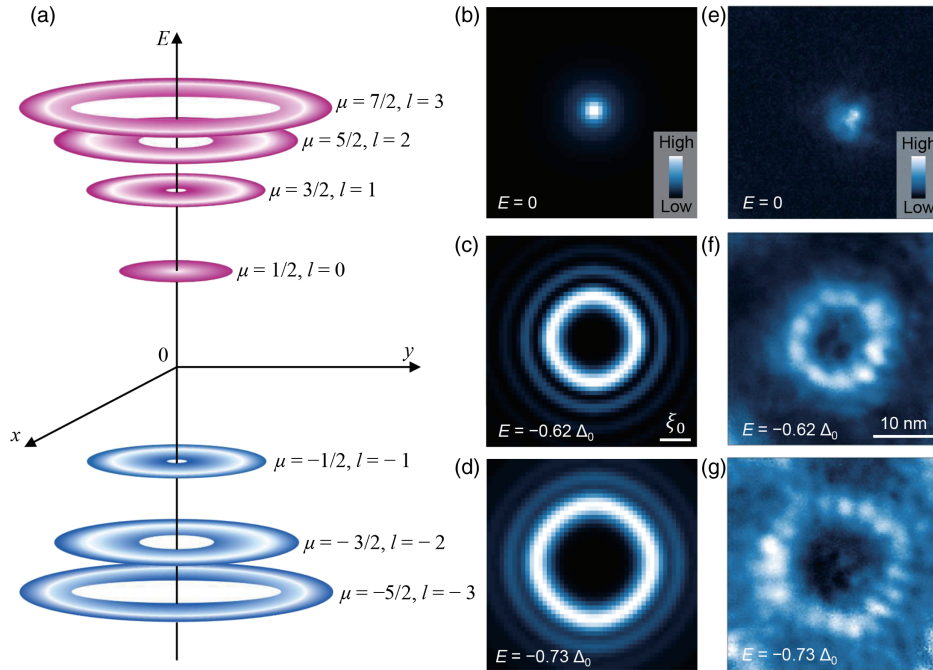 (a)
E
μ = 7/2, l = 3
μ = 5/2, l = 2
μ = 3/2, l = 1
μ = 1/2, l = 0
0
y
x
μ = −1/2, l = − 1
μ = − 3/2, l = − 2
μ = −5/2, l = − 3
(b)
High
Low
E = 0
(c)
E = −0.62 Δ₀
ξ₀
(d)
E = −0.73 Δ₀
(e)
High
Low
E = 0
(f)
E = −0.62 Δ₀
10 nm
(g)
E = −0.73 Δ₀